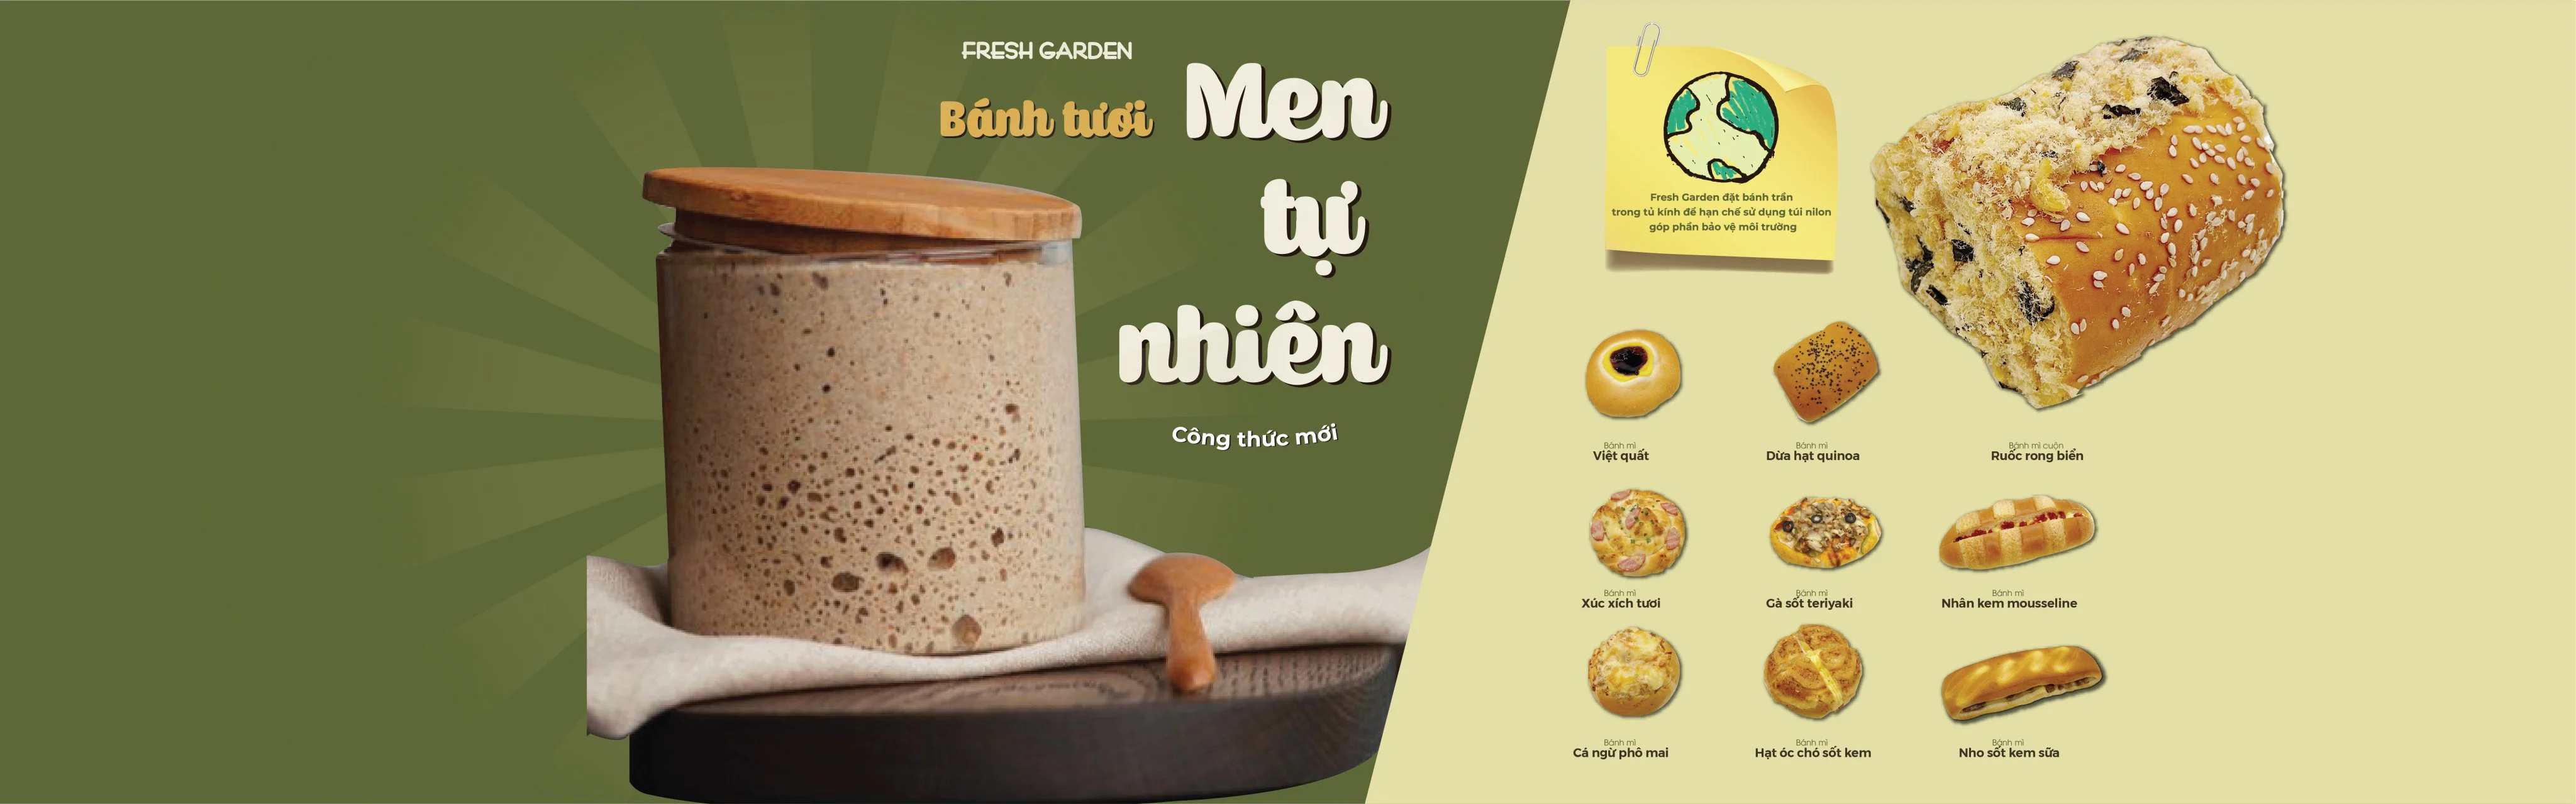 FRESH GARDEN
Bánh tươi
Men
tự
nhiên
Công thức mới
Fresh Garden đặt bánh trần
trong tủ kính để hạn chế sử dụng túi nilon
góp phần bảo vệ môi trường
Bánh mì
Việt quất
Bánh mì
Dừa hạt quinoa
Bánh mì cuộn
Ruốc rong biển
Bánh mì
Xúc xích tươi
Bánh mì
Gà sốt teriyaki
Bánh mì
Nhân kem mousseline
Bánh mì
Cá ngừ phô mai
Bánh mì
Hạt óc chó sốt kem
Bánh mì
Nho sốt kem sữa